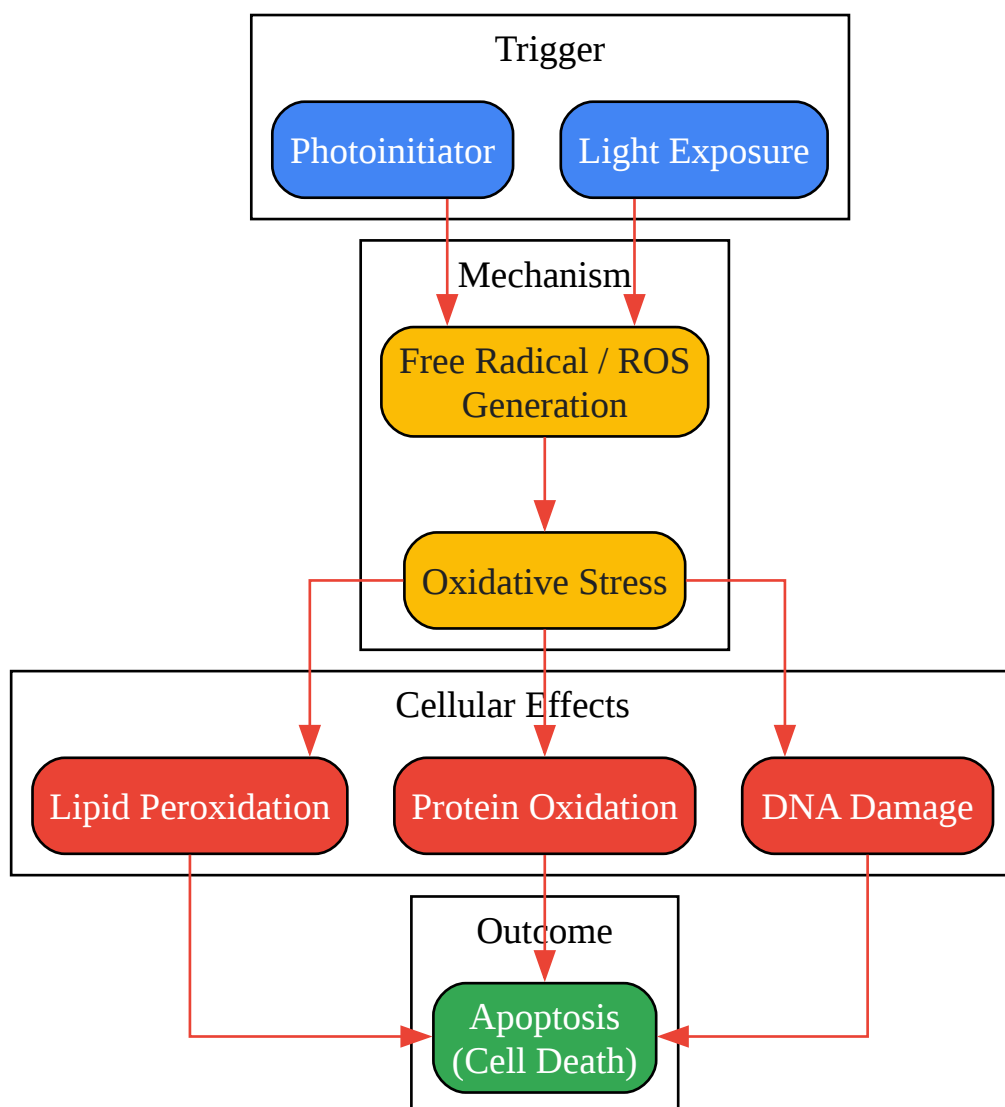 Trigger
Photoinitiator
Light Exposure
Mechanism
Free Radical / ROS
Generation
Oxidative Stress
Cellular Effects
Lipid Peroxidation
Protein Oxidation
DNA Damage
Outcome
Apoptosis
(Cell Death)